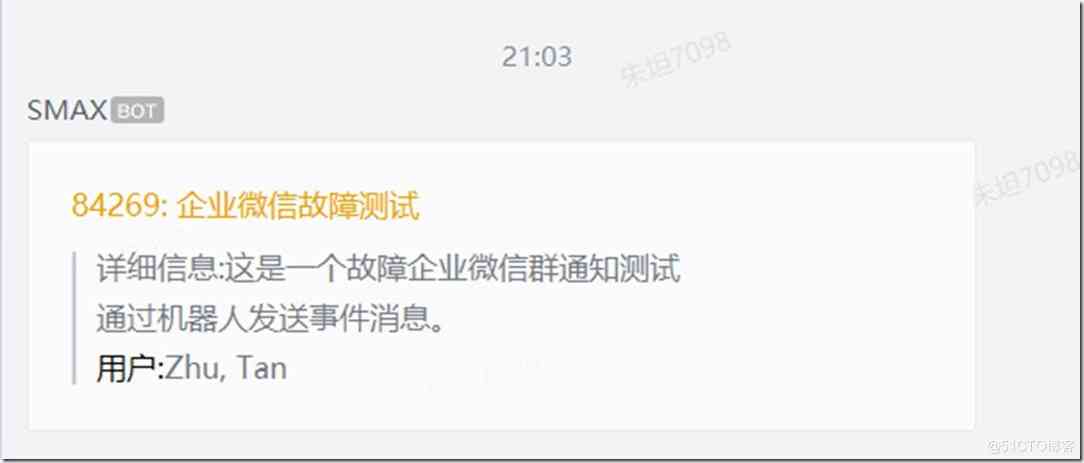 21:03
朱坦7098
SMAX BOT
朱坦7098
84269: 企业微信故障测试
详细信息:这是一个故障企业微信群通知测试
通过机器人发送事件消息。
用户:Zhu, Tan
@51CTO博客